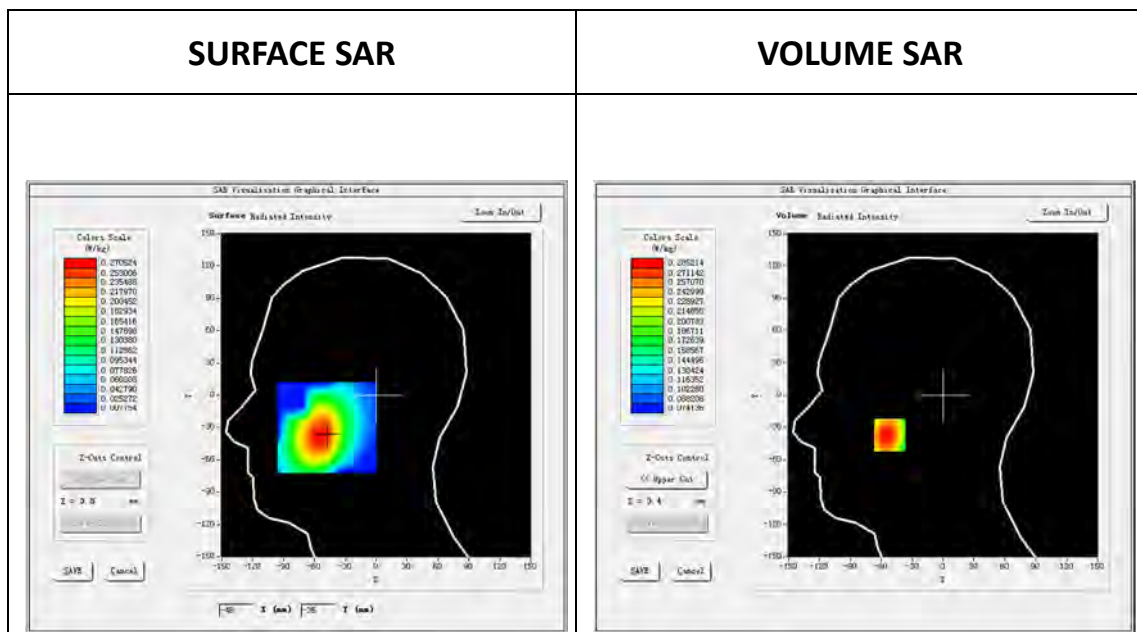 SURFACE SAR
VOLUME SAR
SAR Visualisation Graphical Interface
Surface Radiated Intensity
Zoom In/Out
Colors Scale
(W/kg)
0.270524
0.253006
0.235488
0.217970
0.200452
0.182934
0.165416
0.147898
0.130380
0.112862
0.095344
0.077826
0.042790
0.025272
0.007754
Z-Cuts Control
SAVE
Cancel
150
120
90
60
30
0
-30
-60
-90
-120
-150
-150 -120 -90 -60 -30 0 30 60 90 120 150
X (mm)
Y (mm)
SAR Visualisation Graphical Interface
Volume Radiated Intensity
Zoom In/Out
Colors Scale
(W/kg)
0.285214
0.271142
0.257070
0.242999
0.228927
0.200783
0.186711
0.172639
0.158567
0.144496
0.130424
0.116352
0.102280
0.088208
0.074136
Z-Cuts Control
<< Upper Cut
SAVE
Cancel
150
120
90
60
30
0
-30
-60
-90
-120
-150
-150 -120 -90 -60 -30 0 30 60 90 120 150